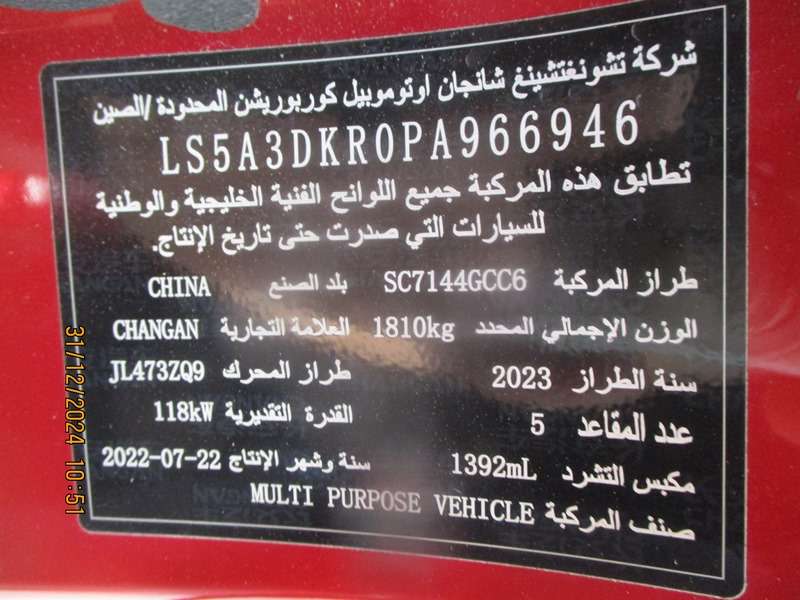 شركة تشونغتشينغ شانجان اوتوموبيل كوربوريشن المحدودة /الصين
LS5A3DKR0PA966946
تطابق هذه المركبة جميع اللوائح الفنية الخليجية والوطنية
للسيارات التي صدرت حتى تاريخ الإنتاج.
طراز المركبة SC7144GCC6 بلد الصنع CHINA
الوزن الإجمالي المحدد 1810kg العلامة التجارية CHANGAN
سنة الطراز 2023 طراز المحرك JL473ZQ9
عدد المقاعد 5 القدرة التقديرية 118kW
مكبس التشرد 1392mL سنة وشهر الإنتاج 2022-07-22
صنف المركبة MULTI PURPOSE VEHICLE
31/12/2024 10:51